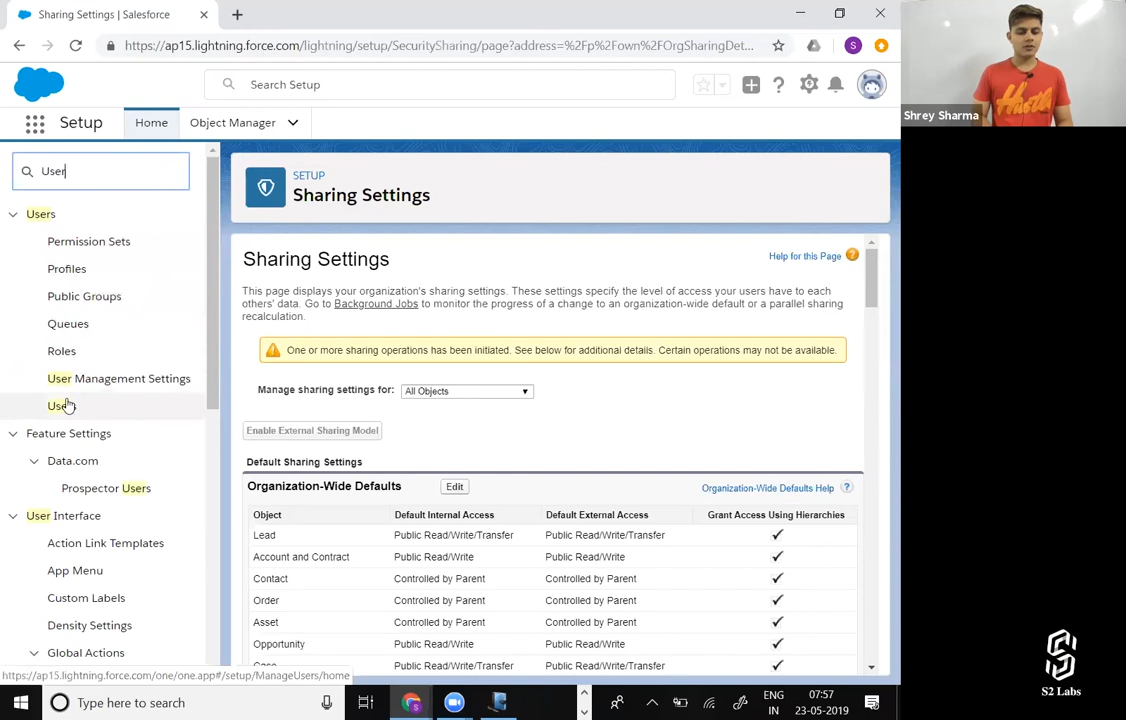 Sharing Settings | Salesforce
https://ap15.lightning.force.com/lightning/setup/SecuritySharing/page?address=%2Fp%2Fown%2FOrgSharingDet...
S
Search Setup
Setup
Home
Object Manager
User
Users
Permission Sets
Profiles
Public Groups
Queues
Roles
User Management Settings
Feature Settings
Data.com
Prospector Users
User Interface
Action Link Templates
App Menu
Custom Labels
Density Settings
Global Actions
https://ap15.lightning.force.com/one/one.app#/setup/ManageUsers/home
SETUP
Sharing Settings
Sharing Settings
Help for this Page
This page displays your organization's sharing settings. These settings specify the level of access your users have to each
others' data. Go to Background Jobs to monitor the progress of a change to an organization-wide default or a parallel sharing
recalculation.
One or more sharing operations has been initiated. See below for additional details. Certain operations may not be available.
Manage sharing settings for: All Objects
Enable External Sharing Model
Default Sharing Settings
Organization-Wide Defaults Edit Organization-Wide Defaults Help ?
Object Default Internal Access Default External Access Grant Access Using Hierarchies
Lead Public Read/Write/Transfer Public Read/Write/Transfer
Account and Contract Public Read/Write Public Read/Write
Contact Controlled by Parent Controlled by Parent
Order Controlled by Parent Controlled by Parent
Asset Controlled by Parent Controlled by Parent
Opportunity Public Read/Write Public Read/Write
Case Public Read/Write/Transfer Public Read/Write/Transfer
Shrey Sharma
Hustle
S2 Labs
Type here to search
ENG
IN
07:57
23-05-2019